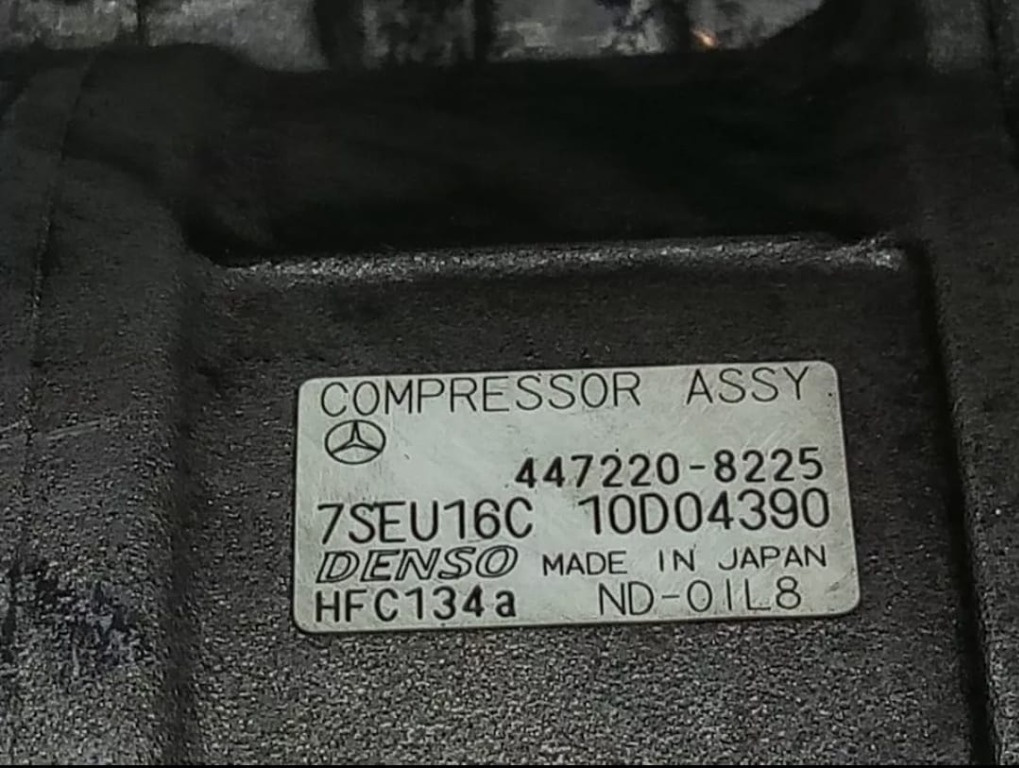 COMPRESSOR ASSY
447220-8225
7SEU16C 10D04390
DENSO MADE IN JAPAN
HFC134a ND-OIL8